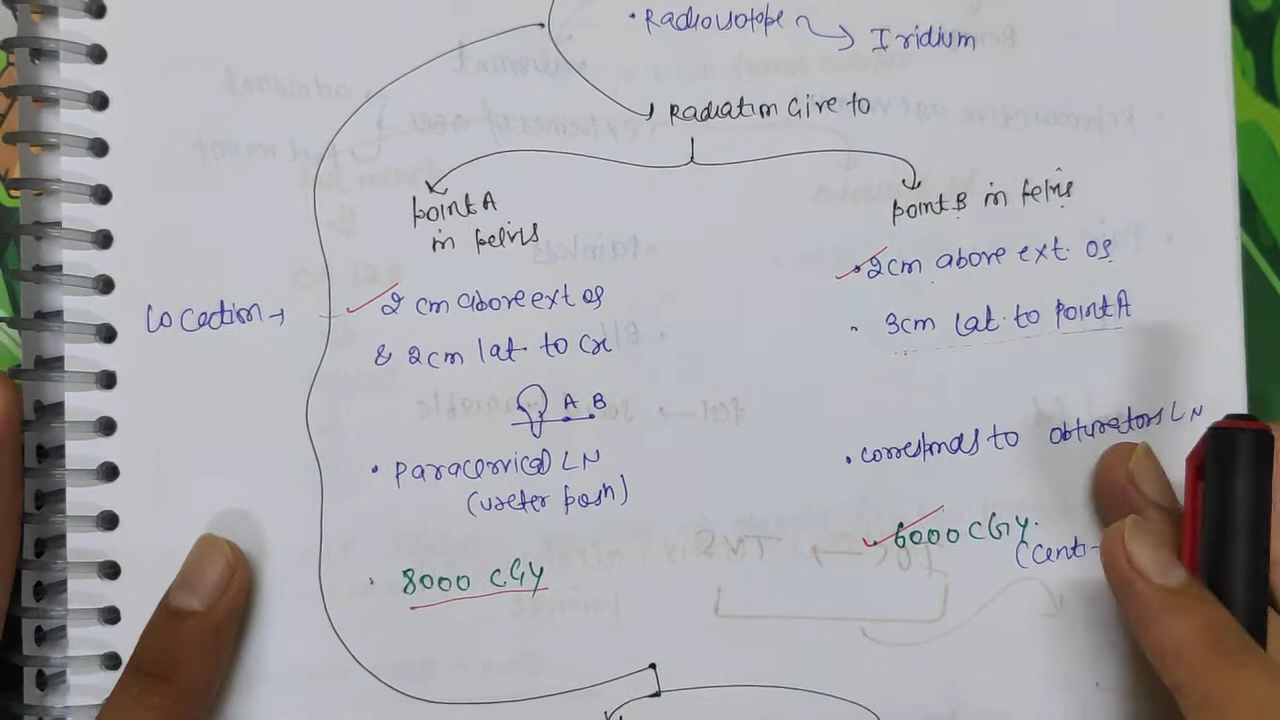 • Radioisotope → Iridium
Radiation Give to
point A
in pelvis
point B in pelvis
Location →
2 cm above ext os
& 2cm lat. to Cx
A B
• Paracervical LN
(ureter
• 8000 cGy
• 2cm above ext. os
• 3cm lat. to point A
• corresponds to obturators LN
• 6000 cGy.
(Centi-